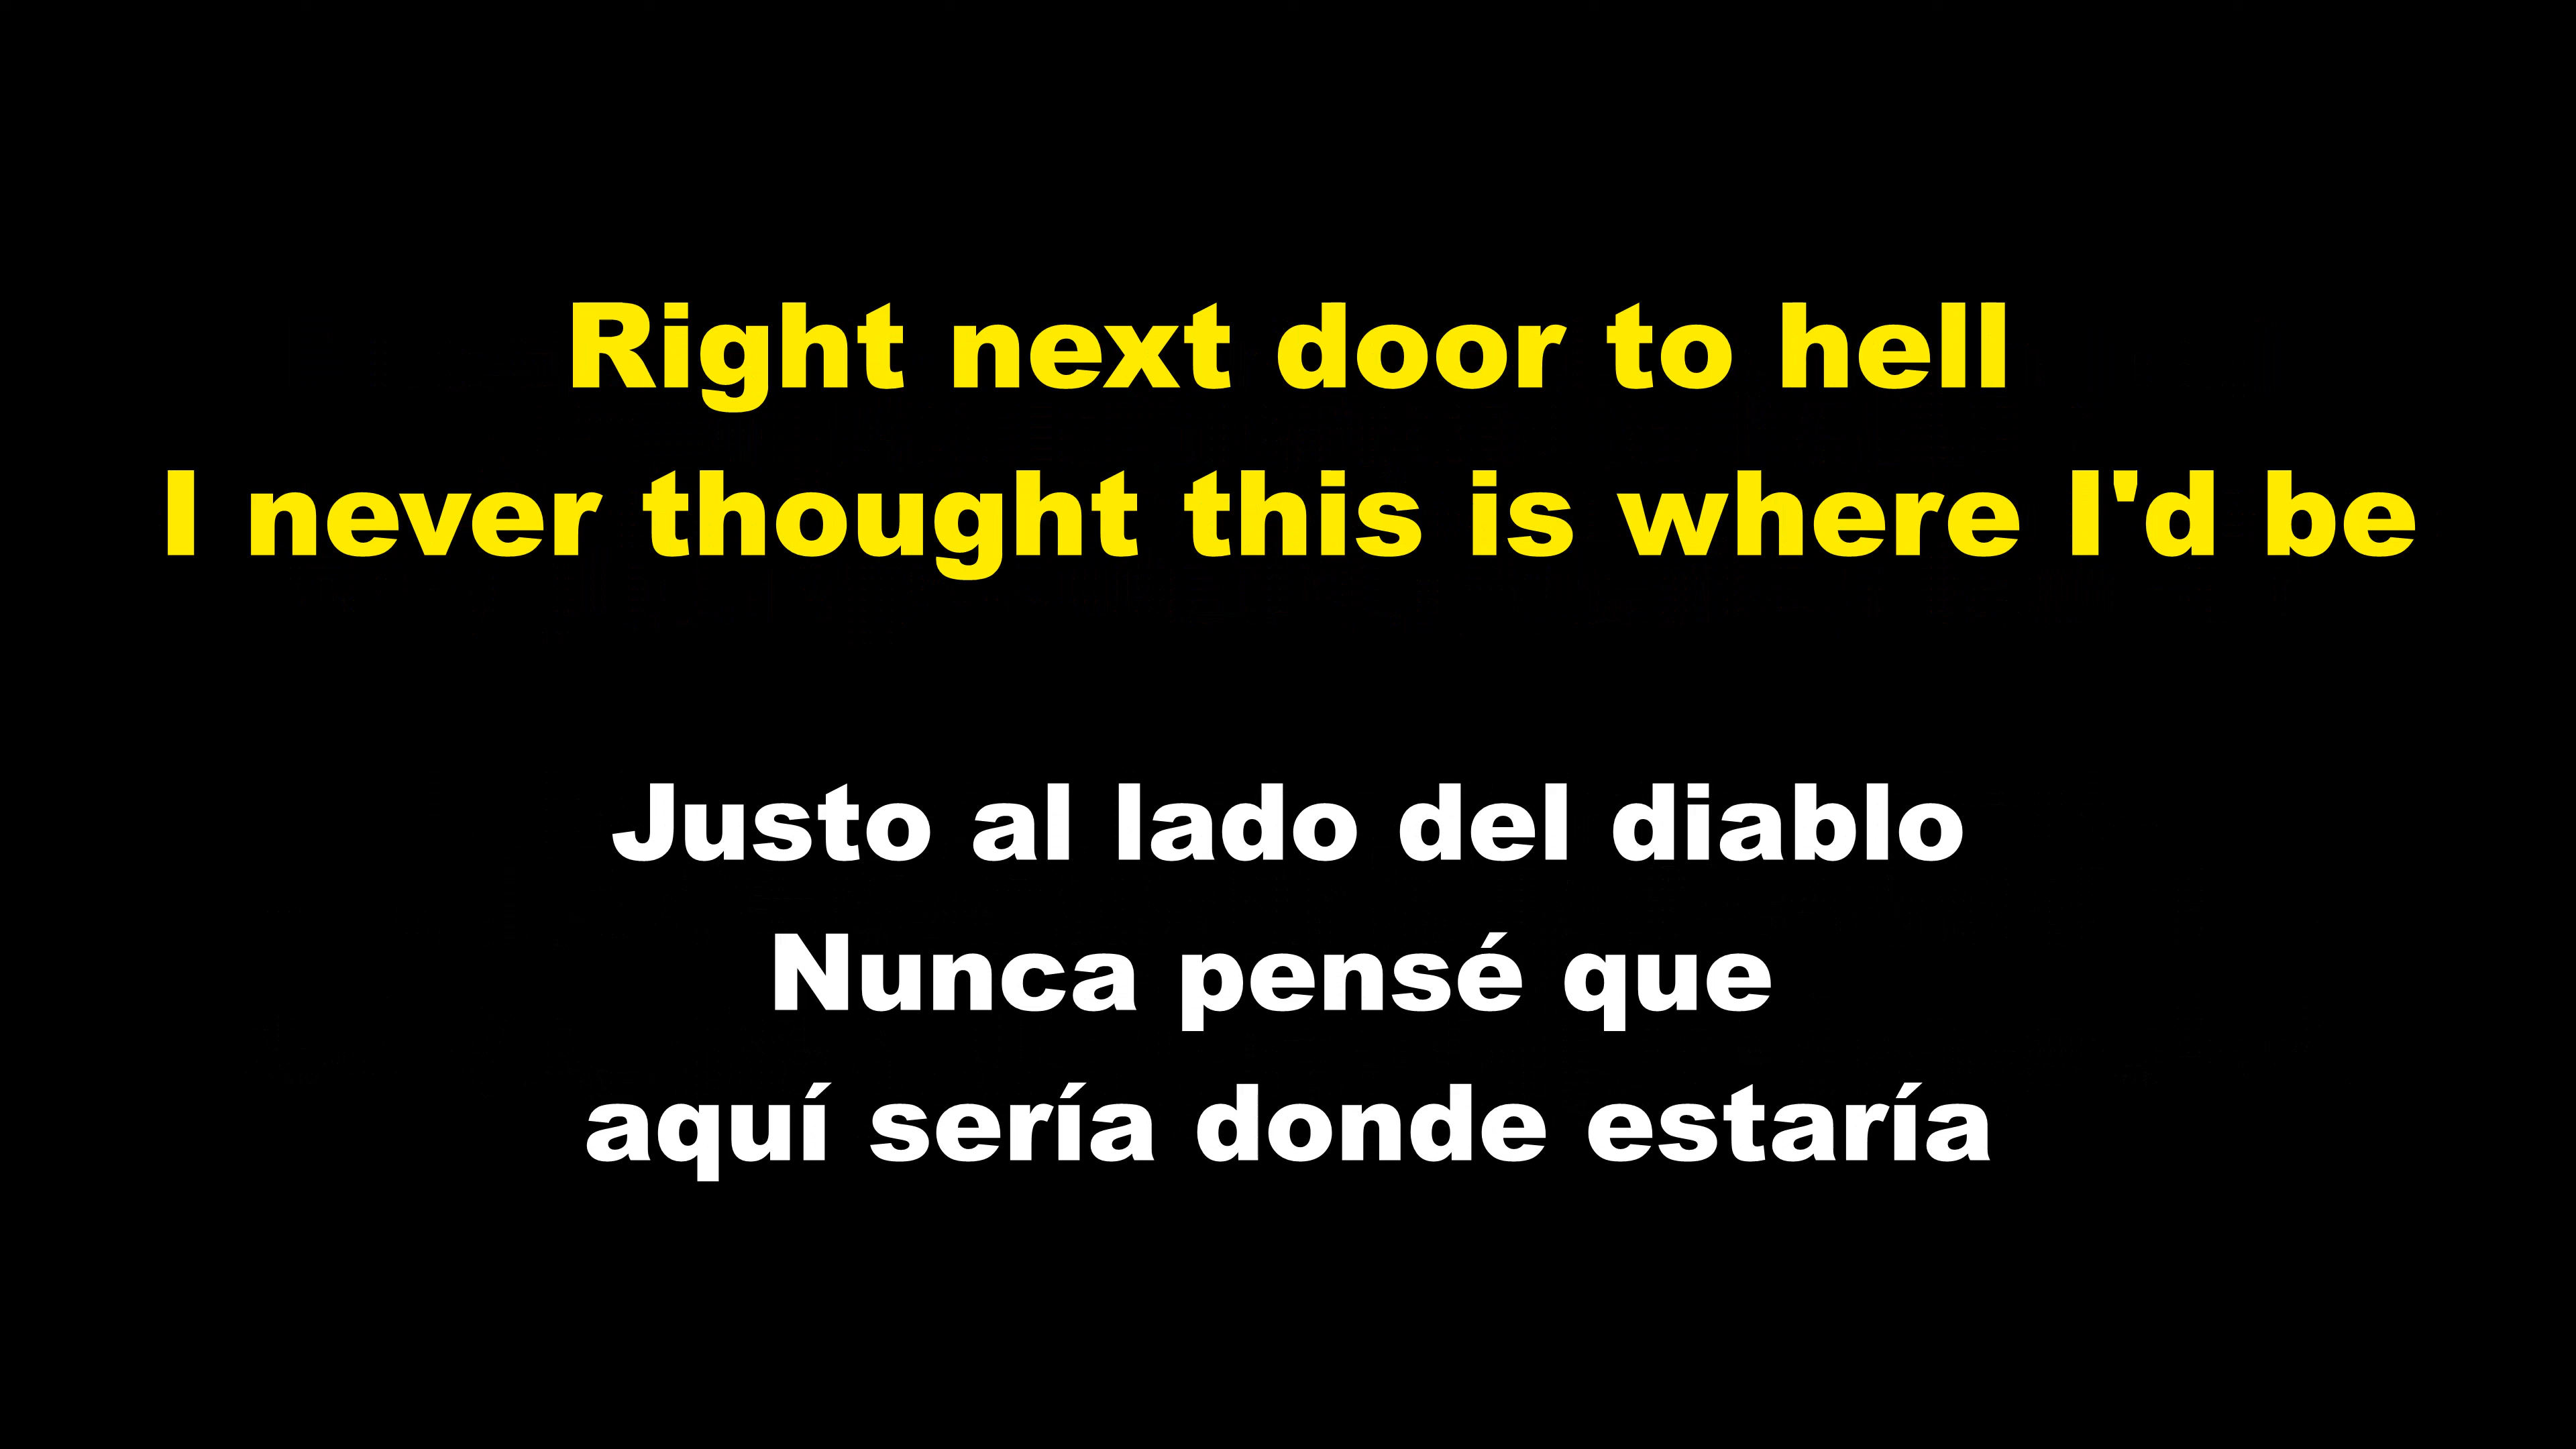 Right next door to hell
I never thought this is where I'd be
Justo al lado del diablo
Nunca pensé que
aquí sería donde estaría